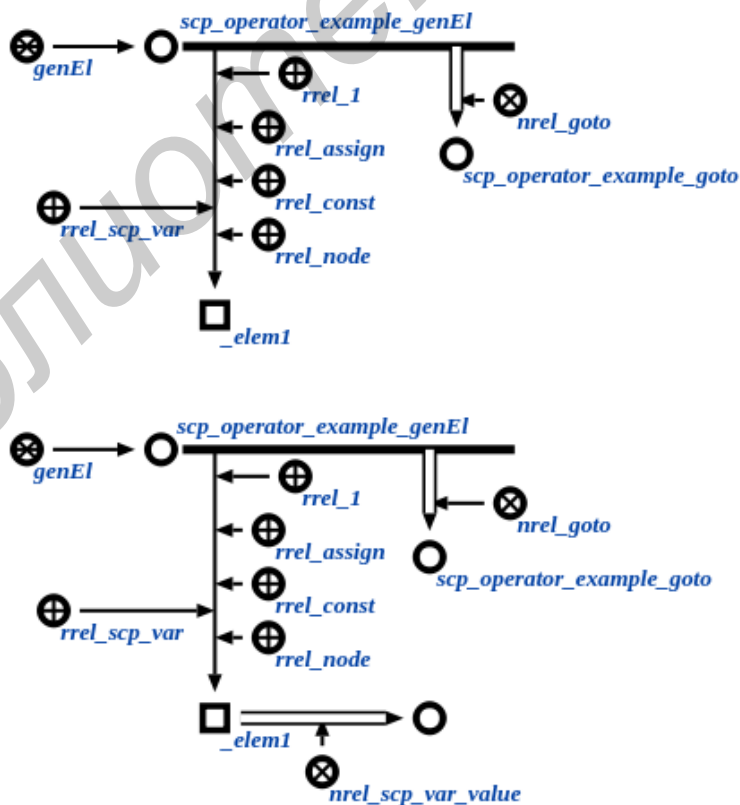 scp_operator_example_genEl
genEl
rrel_1
nrel_goto
rrel_assign
scp_operator_example_goto
rrel_const
rrel_scp_var
rrel_node
_elem1
scp_operator_example_genEl
genEl
rrel_1
nrel_goto
rrel_assign
scp_operator_example_goto
rrel_const
rrel_scp_var
rrel_node
_elem1
nrel_scp_var_value